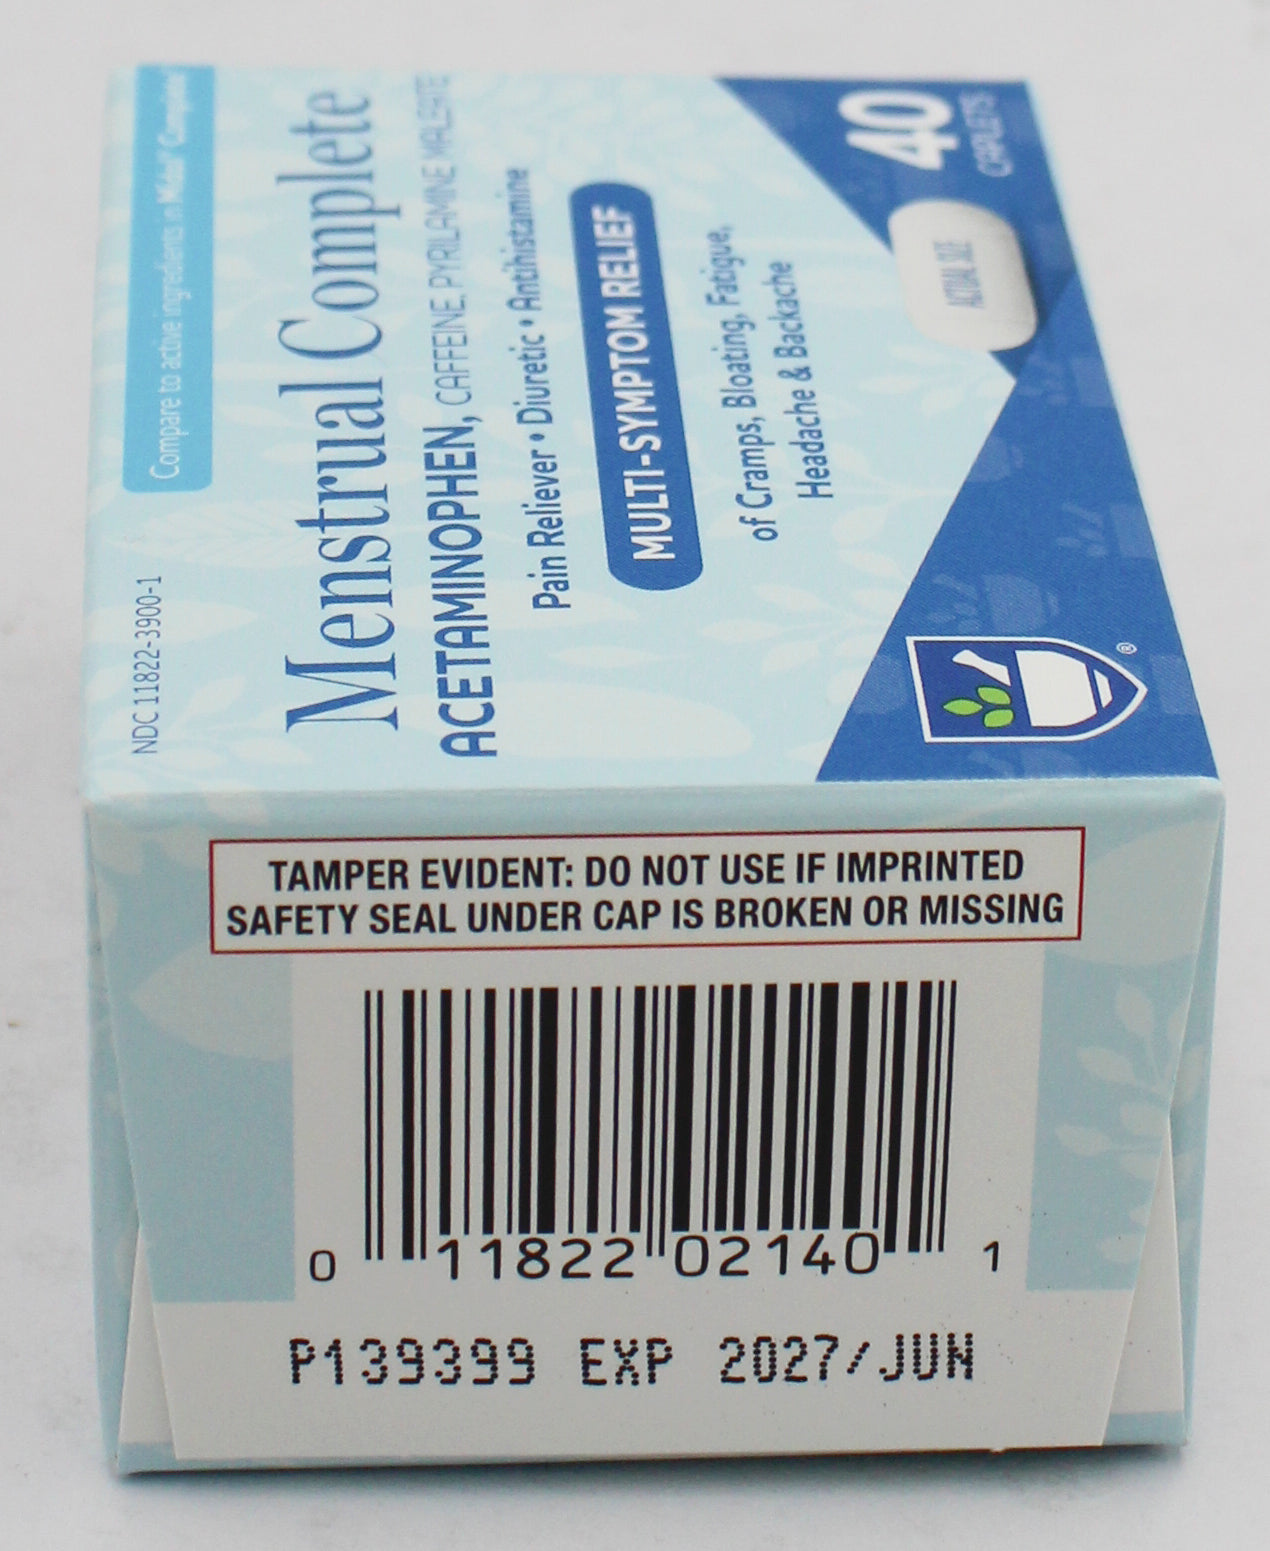 Compare to active ingredients in Midol® Complete*
NDC 11822-3900-1
Menstrual Complete
ACETAMINOPHEN, CAFFEINE, PYRILAMINE MALEATE
Pain Reliever • Diuretic • Antihistamine
MULTI-SYMPTOM RELIEF
of Cramps, Bloating, Fatigue,
Headache & Backache
40
CAPLETS
ACTUAL SIZE
®
TAMPER EVIDENT: DO NOT USE IF IMPRINTED
SAFETY SEAL UNDER CAP IS BROKEN OR MISSING
0 11822 02140 1
P139399 EXP 2027/JUN